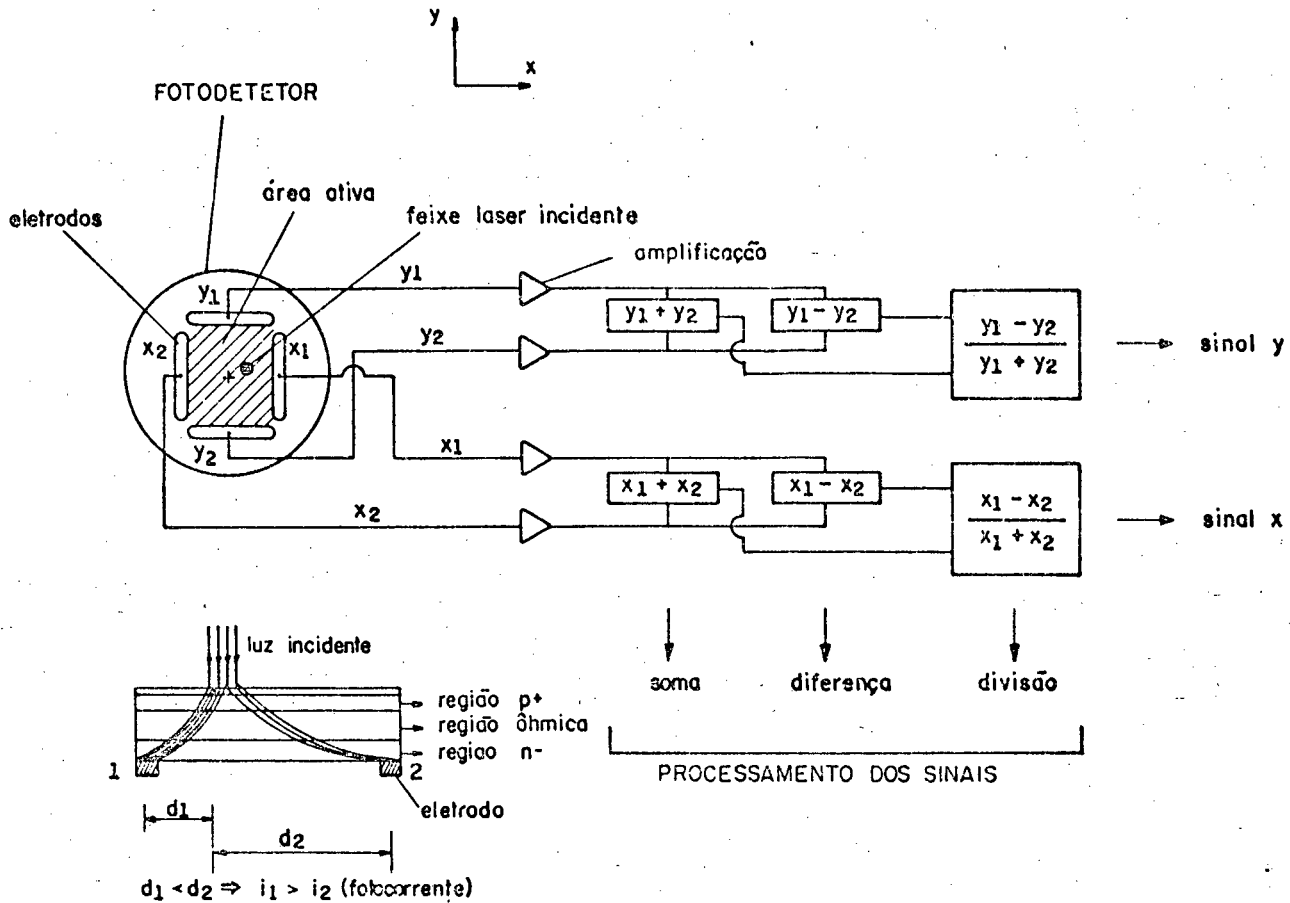 y
x
FOTODETETOR
área ativa
eletrodos
feixe laser incidente
amplificação
y1
y1
x2
x1
y2
y2
y1 + y2
y1 - y2
y1 - y2
y1 + y2
sinal y
x1
x2
x1 + x2
x1 - x2
x1 - x2
x1 + x2
sinal x
luz incidente
soma
diferença
divisão
região p+
região ôhmica
regiao n-
1
2
PROCESSAMENTO DOS SINAIS
eletrodo
d1
d2
d1 < d2 ⇒ i1 > i2 (fotocorrente)